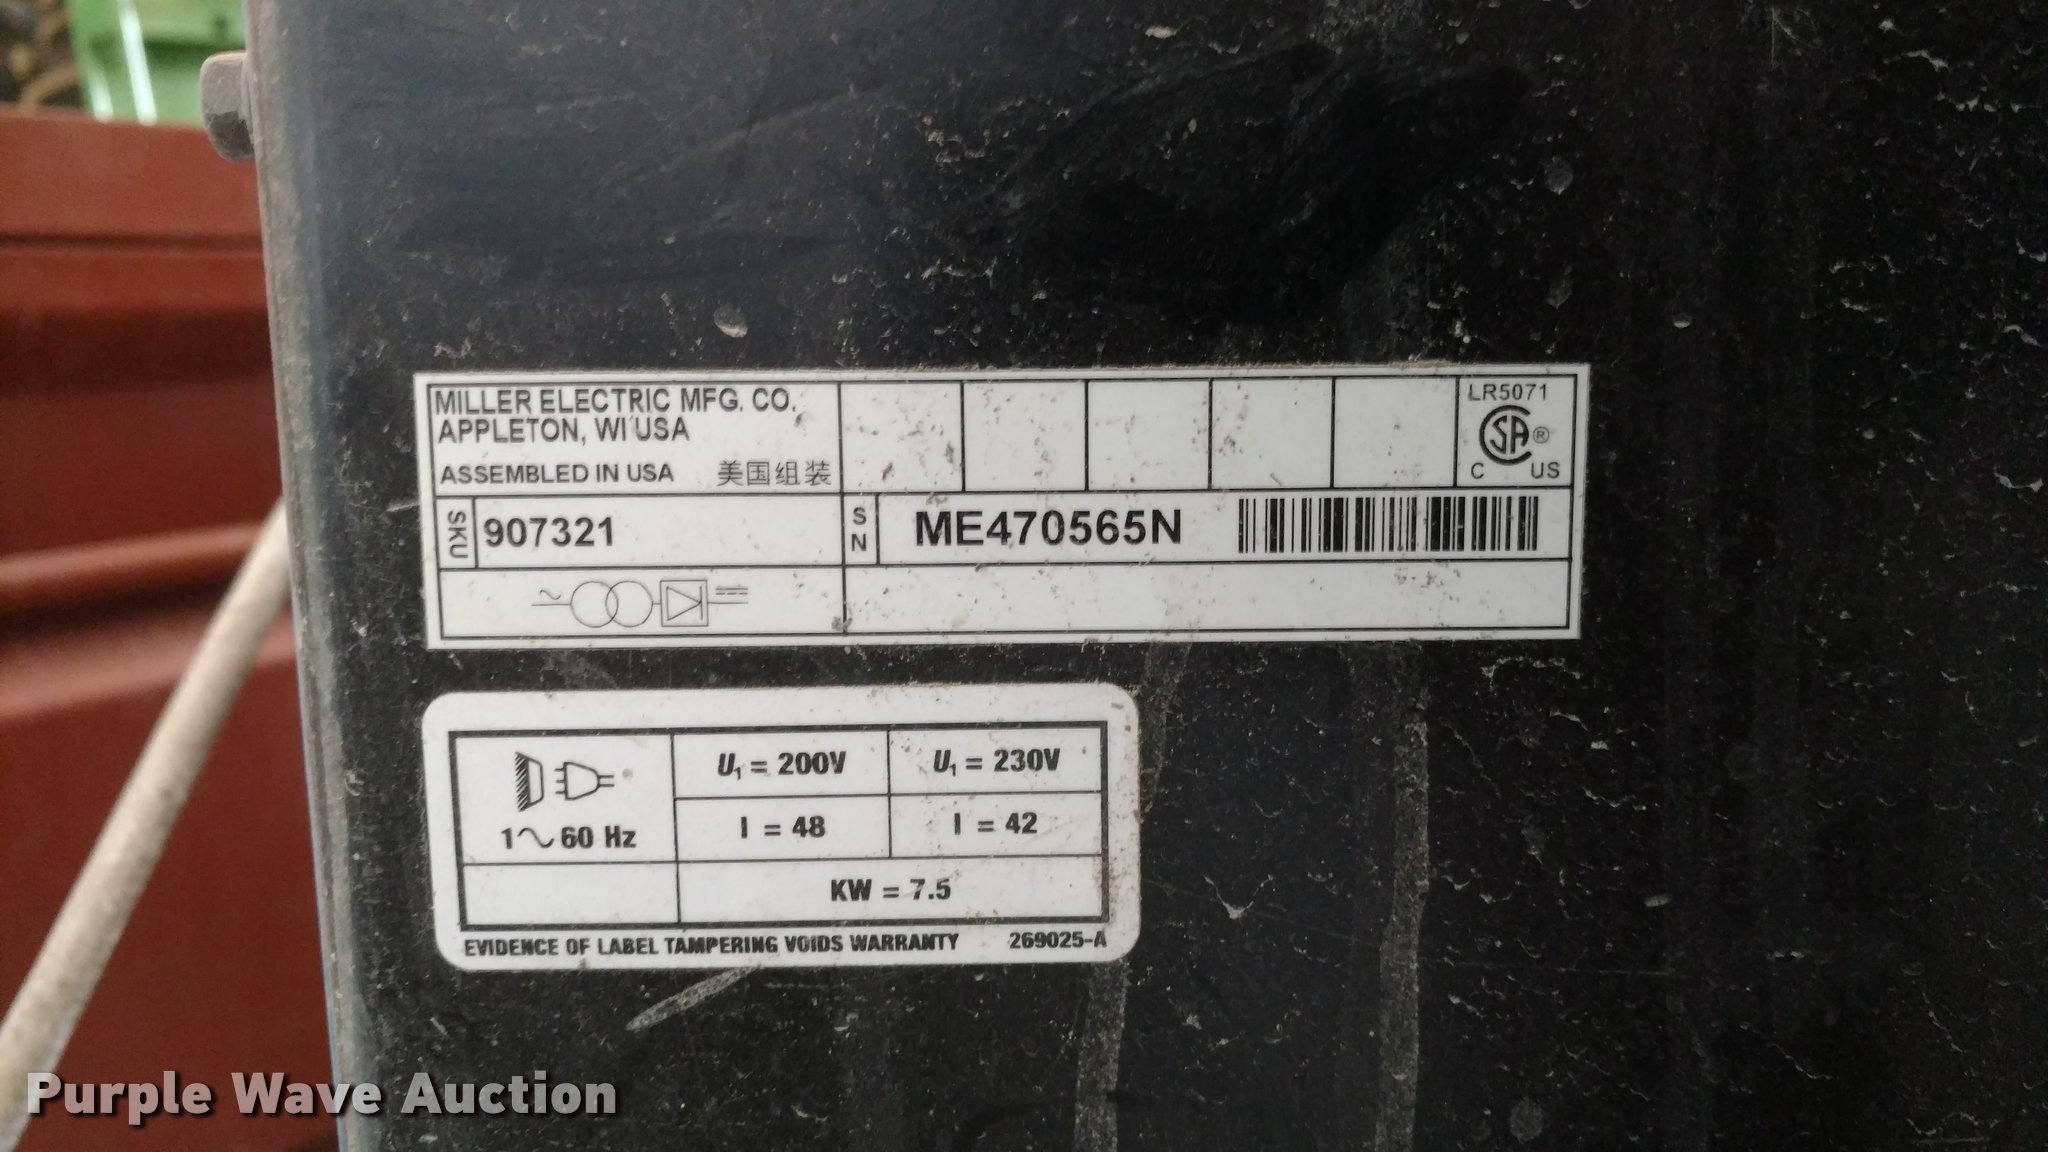 MILLER ELECTRIC MFG. CO.
APPLETON, WI USA
ASSEMBLED IN USA 美国组装
LR5071
SA ®
C US
SKU 907321
SN ME470565N
1~60 Hz
U1 = 200V
U1 = 230V
I = 48
I = 42
KW = 7.5
EVIDENCE OF LABEL TAMPERING VOIDS WARRANTY 269025-A
Purple Wave Auction